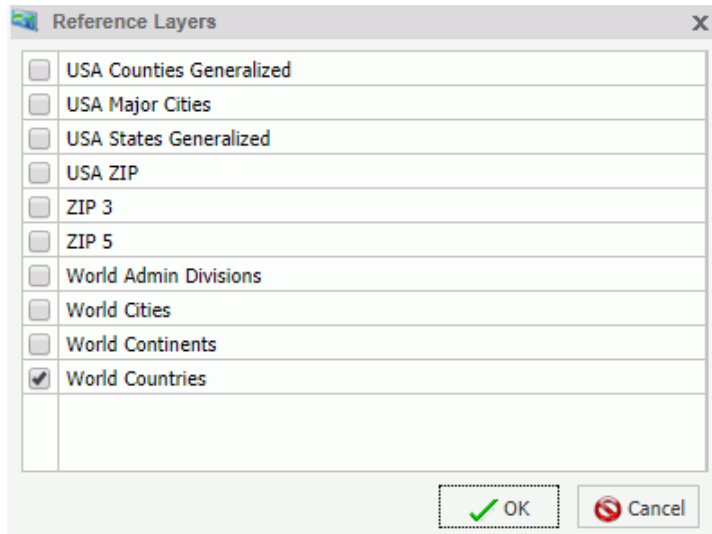 Reference Layers X
USA Counties Generalized
USA Major Cities
USA States Generalized
USA ZIP
ZIP 3
ZIP 5
World Admin Divisions
World Cities
World Continents
World Countries
OK Cancel